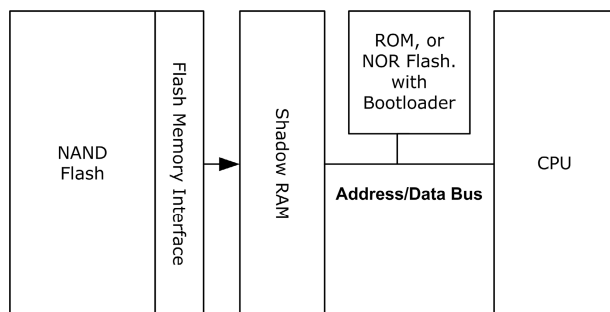 NAND
Flash
Flash Memory Interface
Shadow RAM
ROM, or
NOR Flash.
with
Bootloader
Address/Data Bus
CPU